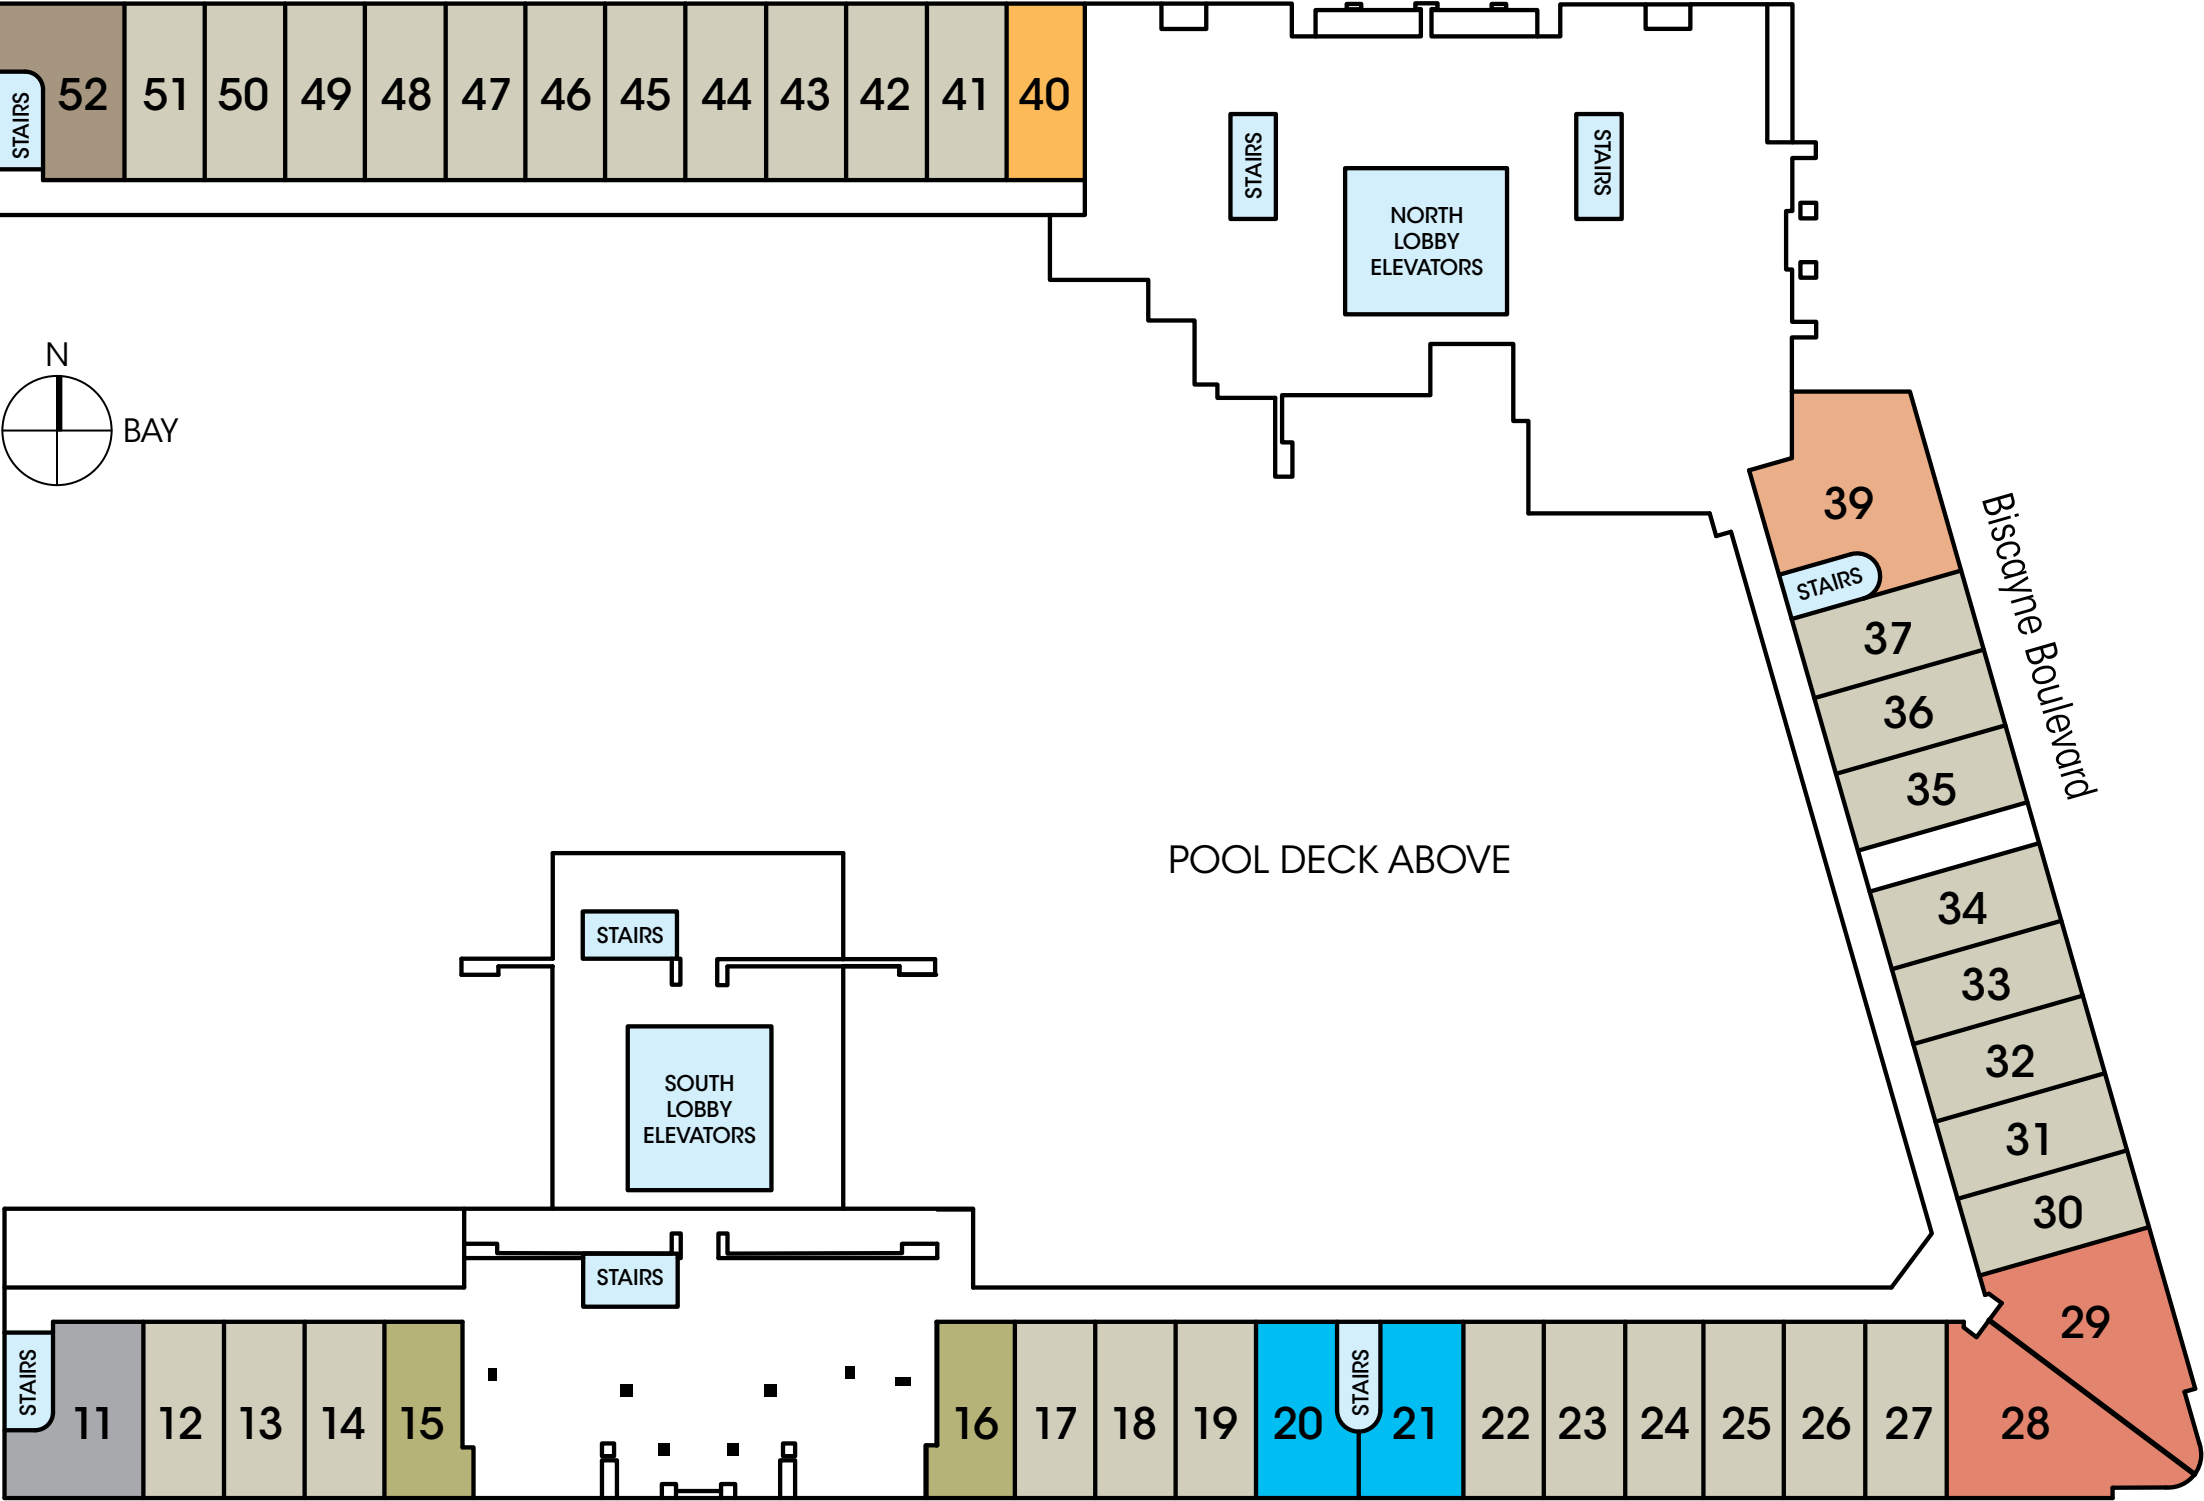 52 51 50 49 48 47 46 45 44 43 42 41 40
STAIRS
STAIRS
STAIRS
NORTH
LOBBY
ELEVATORS
N
BAY
39
STAIRS
Biscayne Boulevard
37
36
35
POOL DECK ABOVE
34
33
32
31
30
29
STAIRS
SOUTH
LOBBY
ELEVATORS
STAIRS
STAIRS
11 12 13 14 15 16 17 18 19 20 STAIRS 21 22 23 24 25 26 27 28